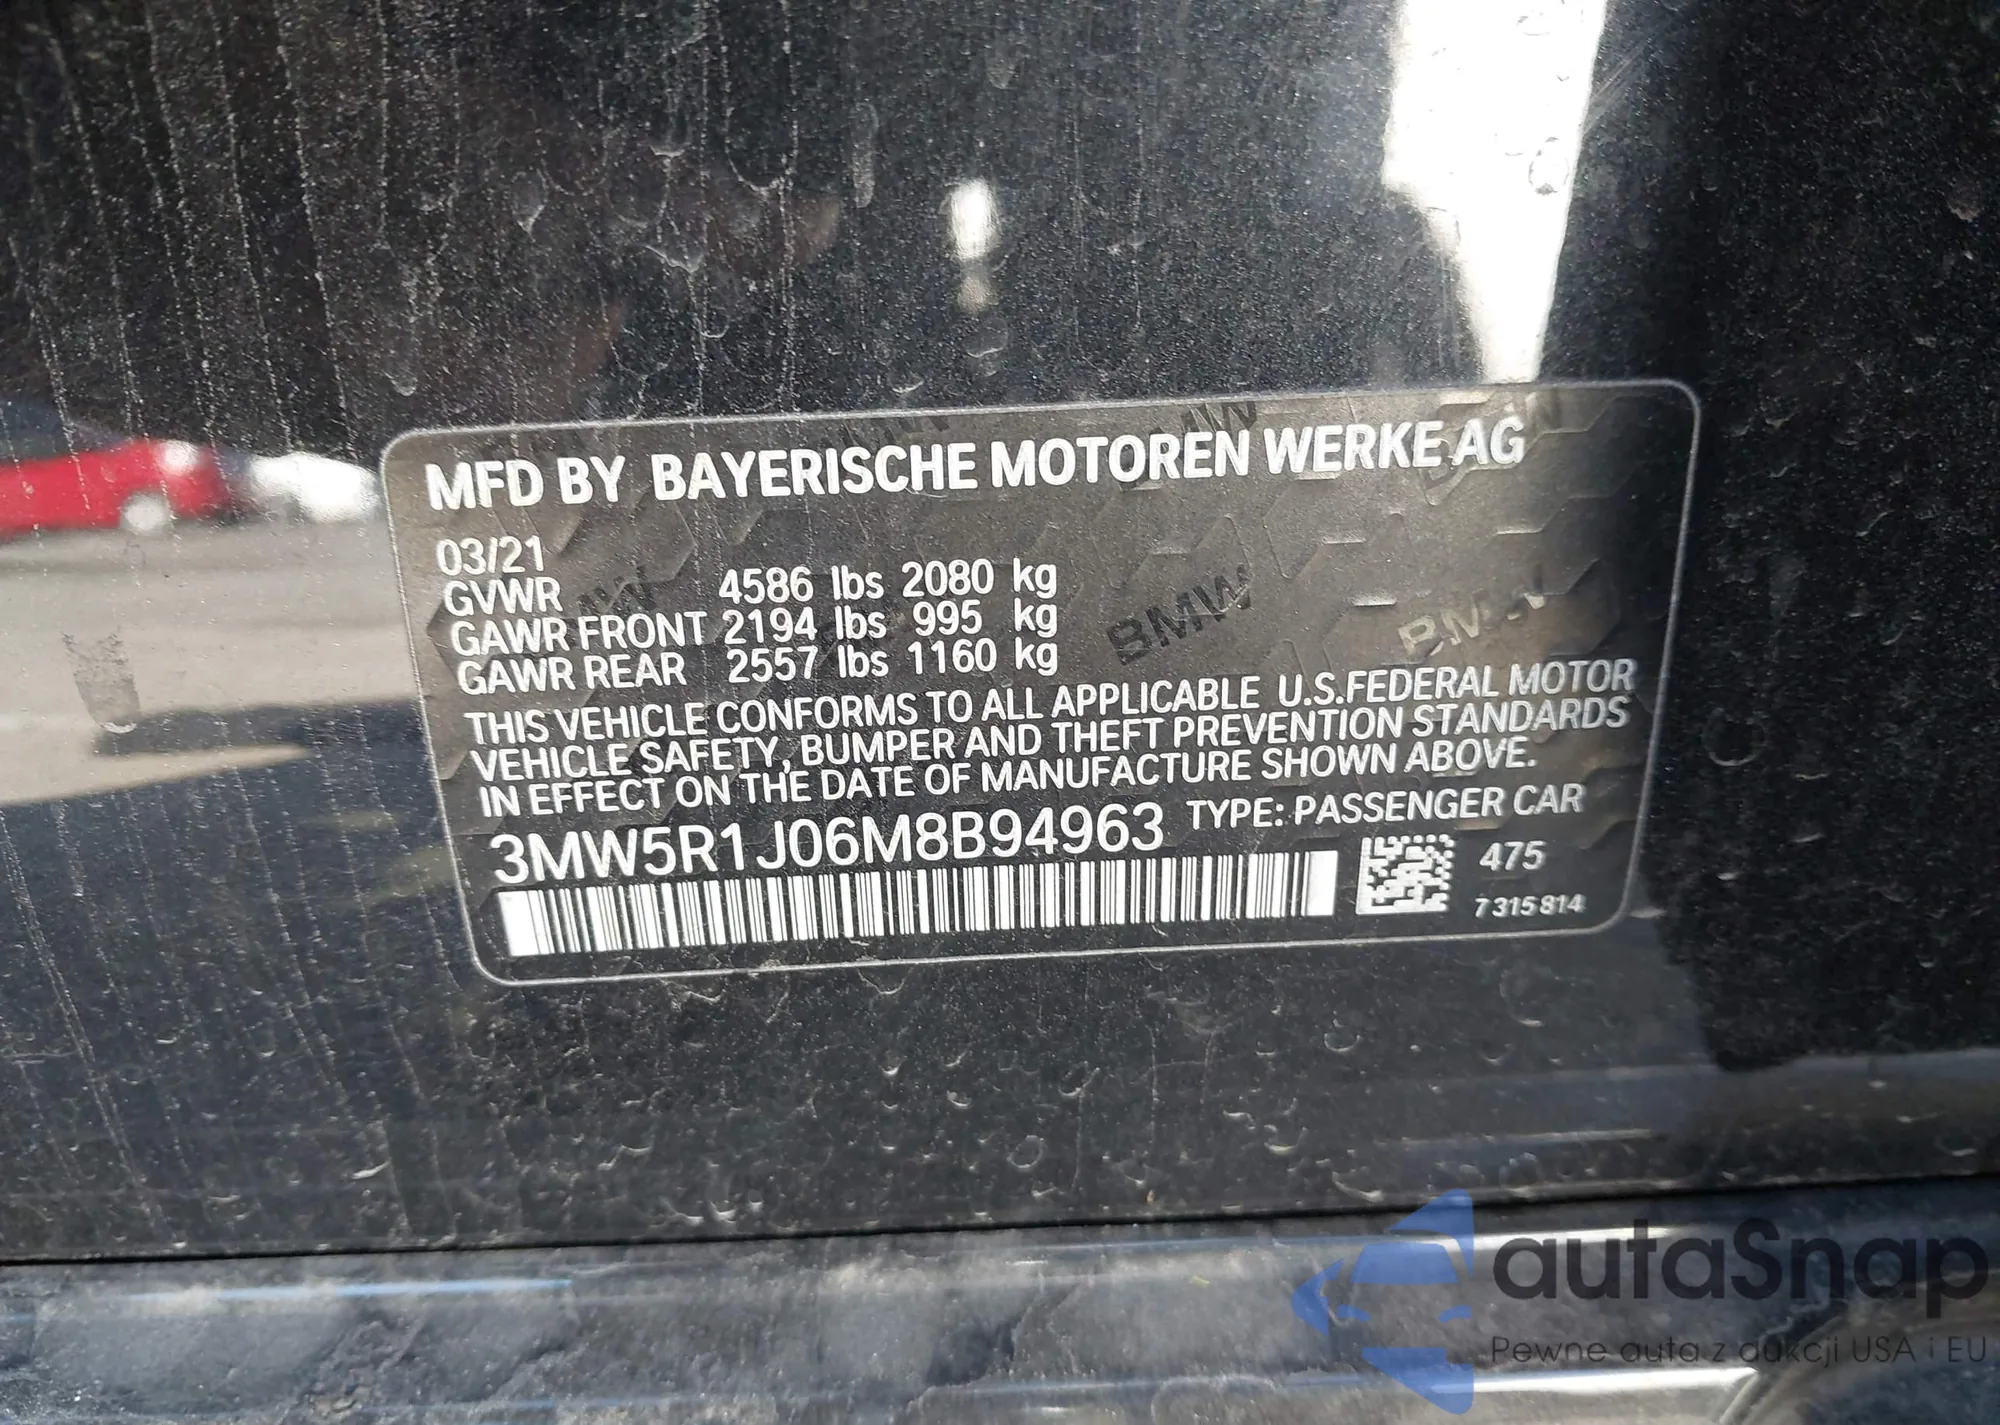 MFD BY BAYERISCHE MOTOREN WERKE AG
03/21
GVWR 4586 lbs 2080 kg
GAWR FRONT 2194 lbs 995 kg
GAWR REAR 2557 lbs 1160 kg
THIS VEHICLE CONFORMS TO ALL APPLICABLE U.S.FEDERAL MOTOR
VEHICLE SAFETY, BUMPER AND THEFT PREVENTION STANDARDS
IN EFFECT ON THE DATE OF MANUFACTURE SHOWN ABOVE.
3MW5R1J06M8B94963 TYPE: PASSENGER CAR
475
7315814
BMW
BMW
autaSnap
Pewne auta z aukcji USA i EU